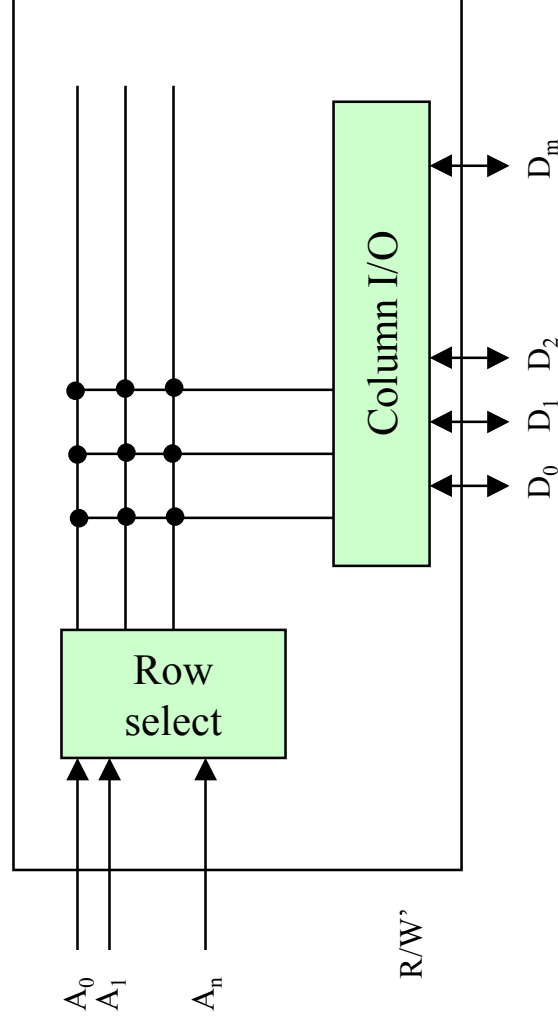 A₀
A₁
Aₙ
R/W’
Row
select
Column I/O
D₀
D₁
D₂
Dₘ